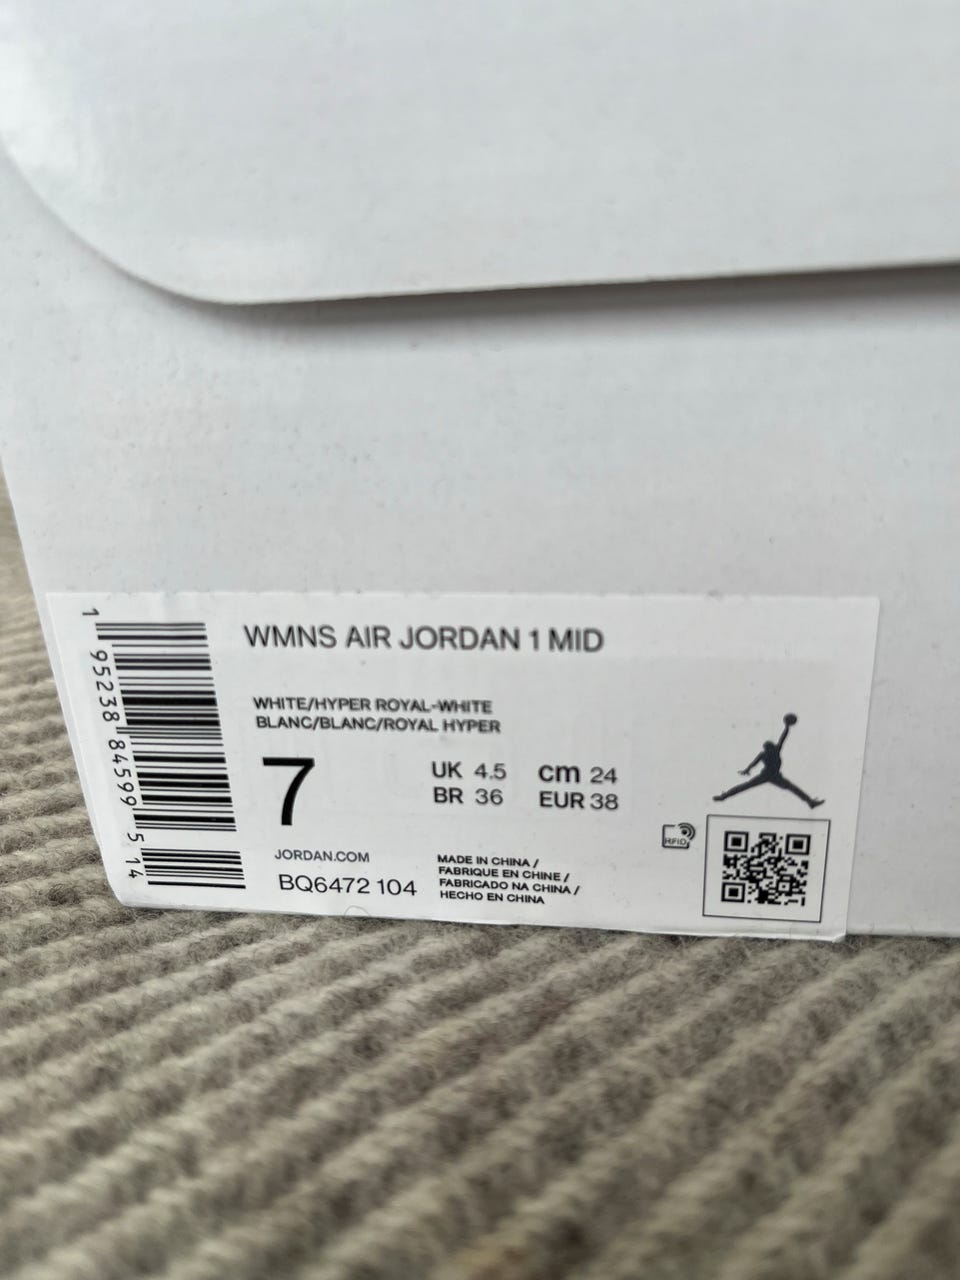 WMNS AIR JORDAN 1 MID
WHITE/HYPER ROYAL-WHITE
BLANC/BLANC/ROYAL HYPER
7
UK 4.5 cm 24
BR 36 EUR 38
JORDAN.COM
BQ6472 104
MADE IN CHINA /
FABRIQUE EN CHINE /
FABRICADO NA CHINA /
HECHO EN CHINA
RFID
1 95238 84599 5 14